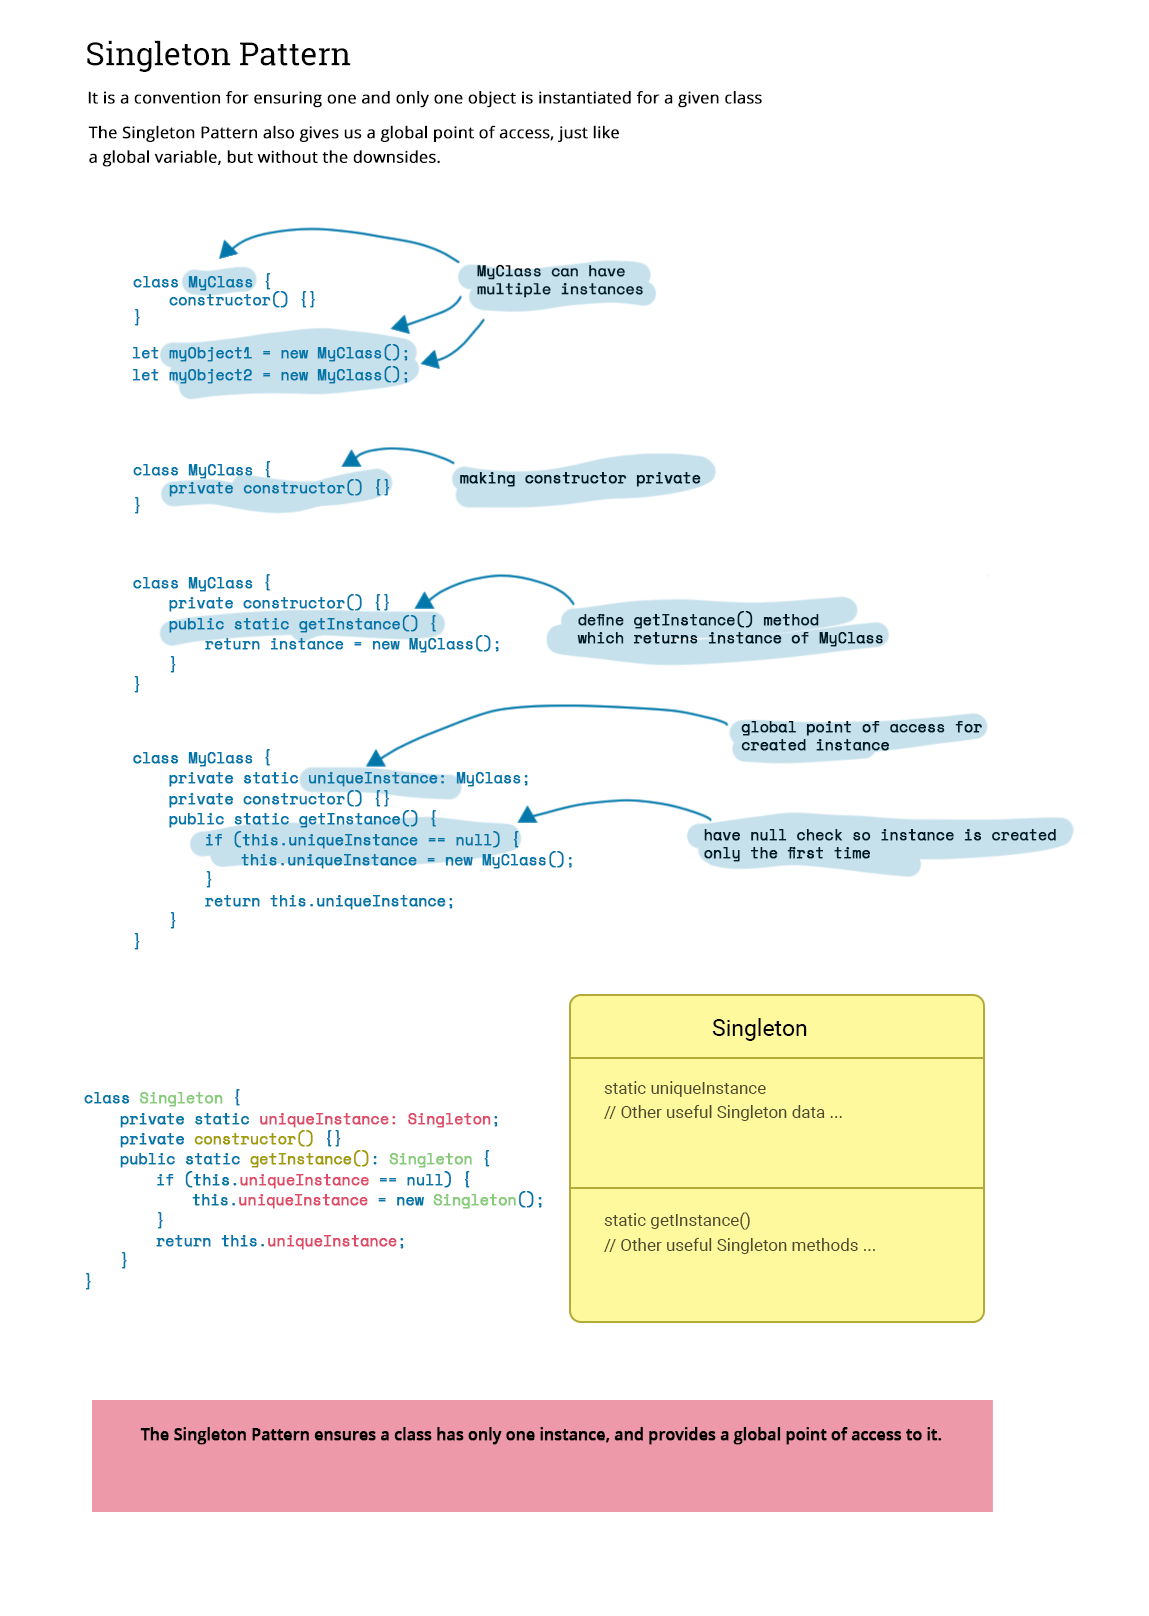 Singleton Pattern
It is a convention for ensuring one and only one object is instantiated for a given class
The Singleton Pattern also gives us a global point of access, just like
a global variable, but without the downsides.
MyClass can have
multiple instances
class MyClass {
constructor() {}
}
let myObject1 = new MyClass();
let myObject2 = new MyClass();
class MyClass {
private constructor() {}
}
making constructor private
class MyClass {
private constructor() {}
public static getInstance() {
return instance = new MyClass();
}
}
define getInstance() method
which returns instance of MyClass
global point of access for
created instance
class MyClass {
private static uniqueInstance: MyClass;
private constructor() {}
public static getInstance() {
if (this.uniqueInstance == null) {
this.uniqueInstance = new MyClass();
}
return this.uniqueInstance;
}
}
have null check so instance is created
only the first time
class Singleton {
private static uniqueInstance: Singleton;
private constructor() {}
public static getInstance(): Singleton {
if (this.uniqueInstance == null) {
this.uniqueInstance = new Singleton();
}
return this.uniqueInstance;
}
}
Singleton
static uniqueInstance
// Other useful Singleton data ...
static getInstance()
// Other useful Singleton methods ...
The Singleton Pattern ensures a class has only one instance, and provides a global point of access to it.